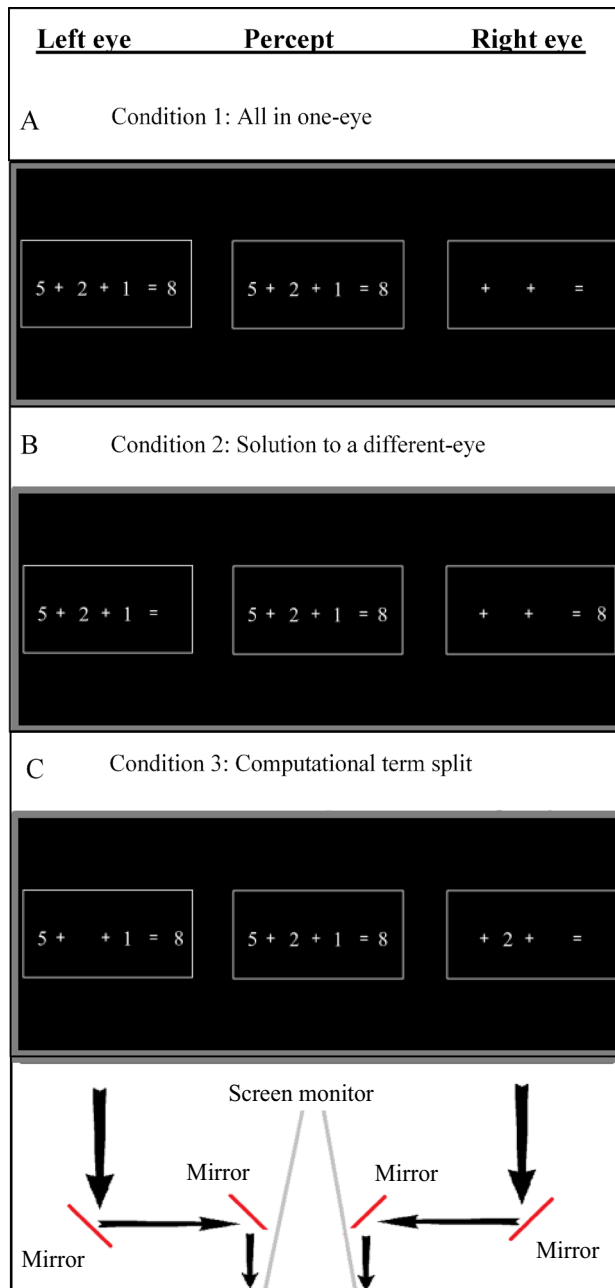 Left eye Percept Right eye
A Condition 1: All in one-eye
5 + 2 + 1 = 8 5 + 2 + 1 = 8 + + =
B Condition 2: Solution to a different-eye
5 + 2 + 1 = 5 + 2 + 1 = 8 + + = 8
C Condition 3: Computational term split
5 + + 1 = 8 5 + 2 + 1 = 8 + 2 + =
Screen monitor
Mirror Mirror
Mirror Mirror